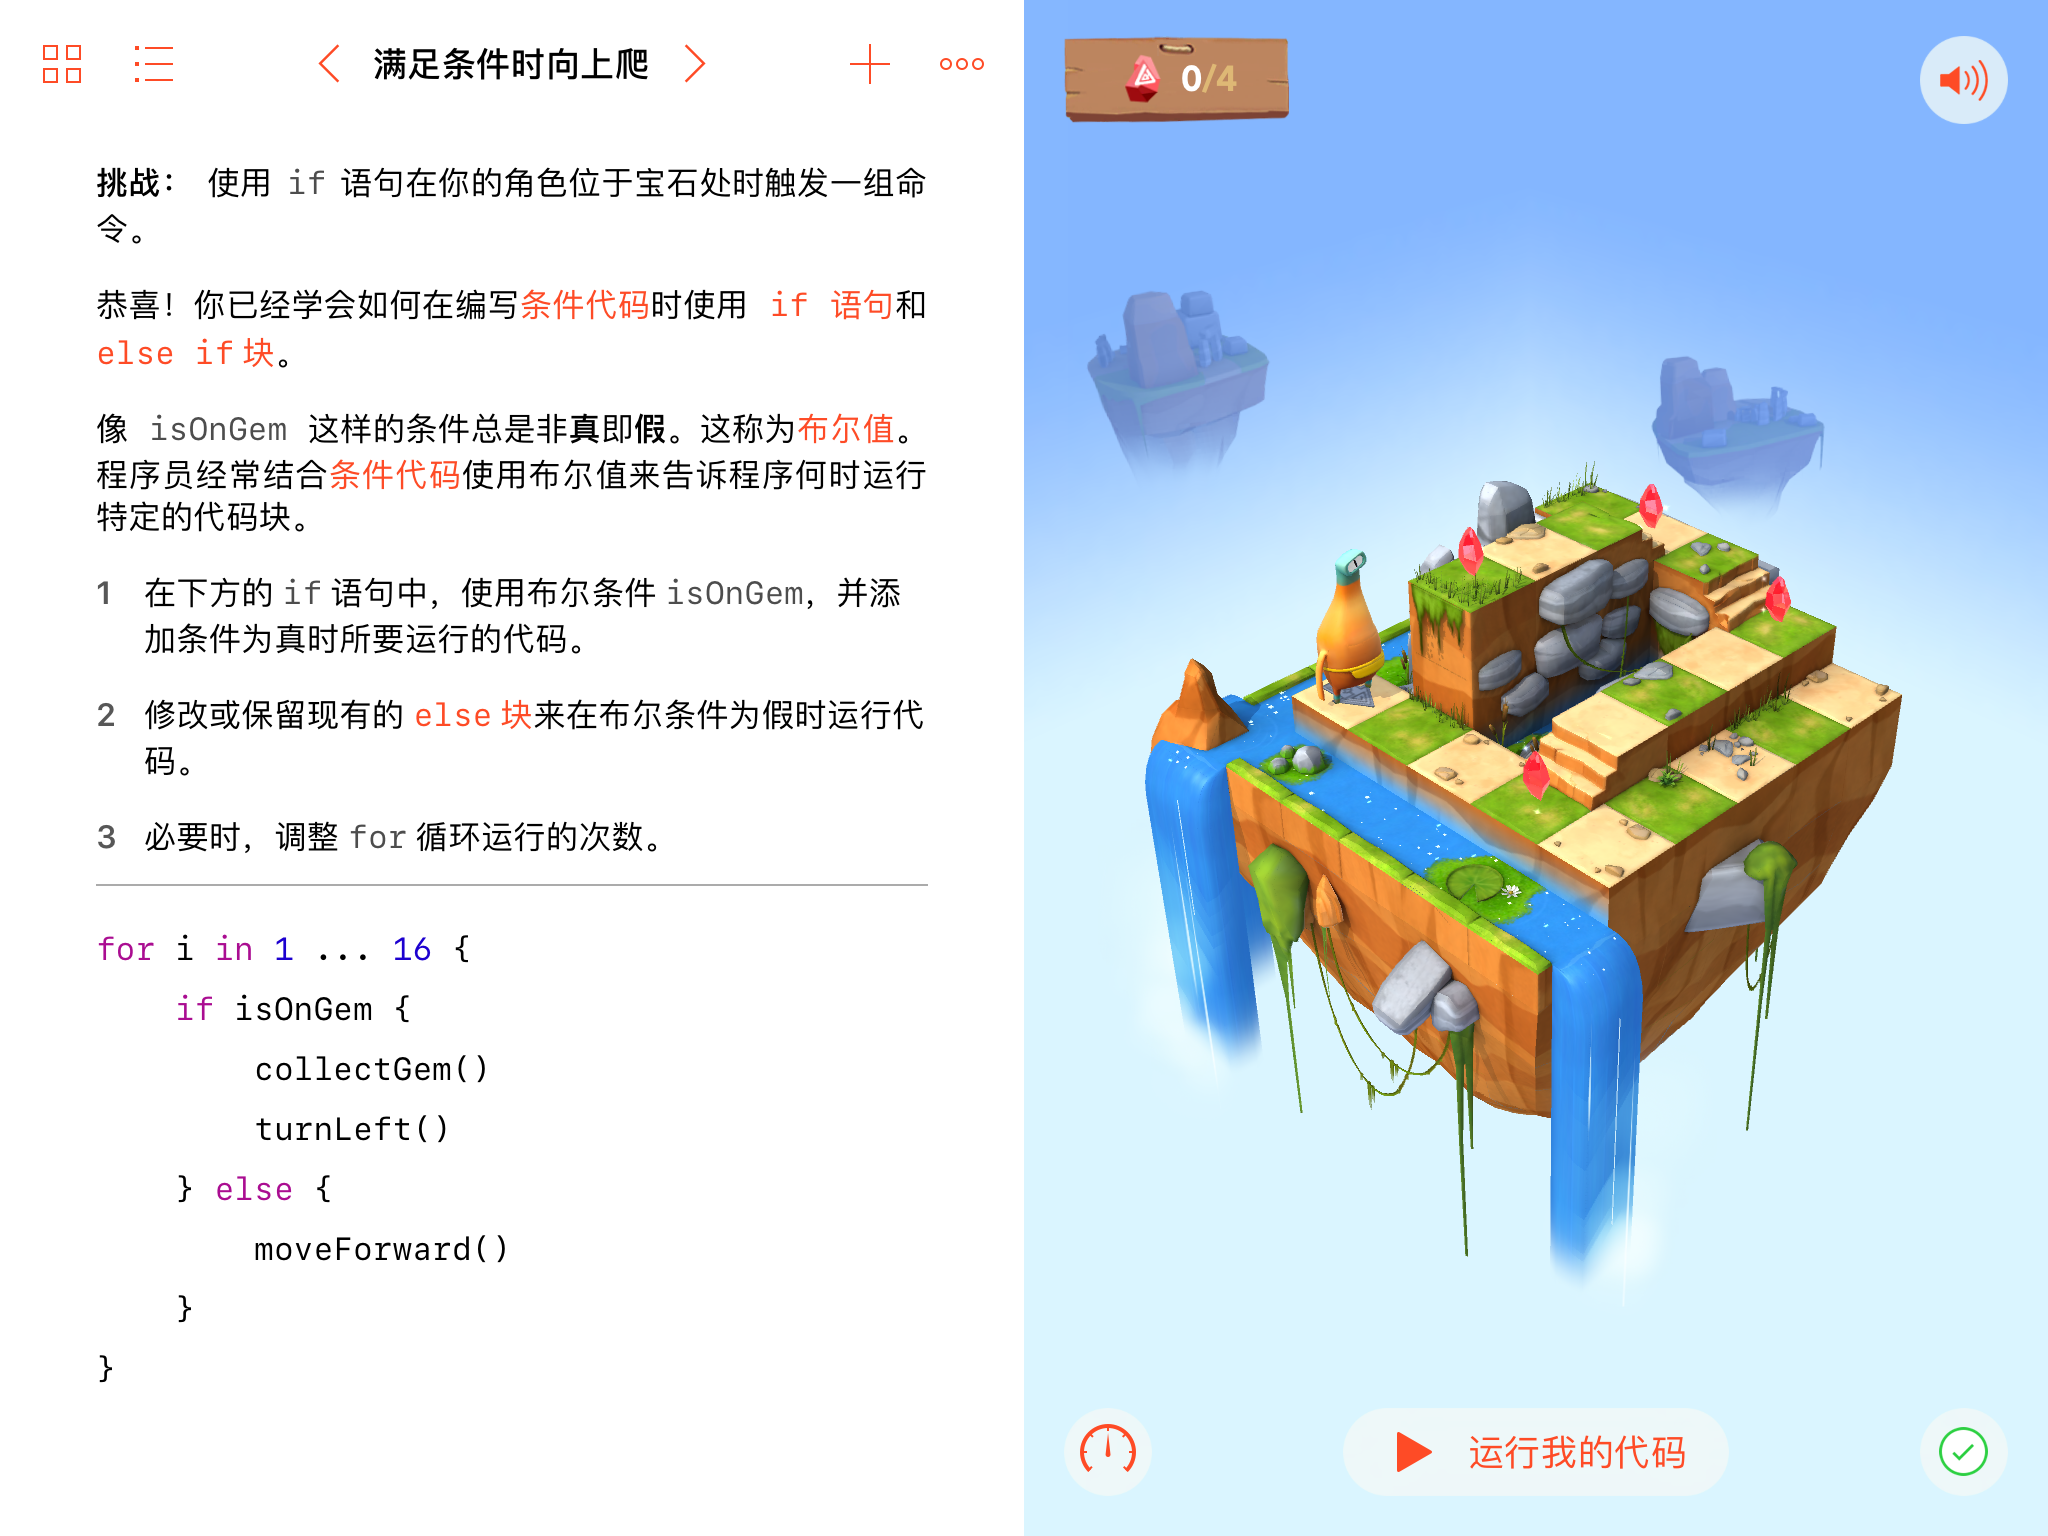 满足条件时向上爬
挑战： 使用 if 语句在你的角色位于宝石处时触发一组命
令。
恭喜！你已经学会如何在编写条件代码时使用 if 语句和
else if 块。
像 isOnGem 这样的条件总是非真即假。这称为布尔值。
程序员经常结合条件代码使用布尔值来告诉程序何时运行
特定的代码块。
1 在下方的 if 语句中，使用布尔条件 isOnGem，并添
加条件为真时所要运行的代码。
2 修改或保留现有的 else 块来在布尔条件为假时运行代
码。
3 必要时，调整 for 循环运行的次数。
for i in 1 ... 16 {
if isOnGem {
collectGem()
turnLeft()
} else {
moveForward()
}
}
0/4
运行我的代码